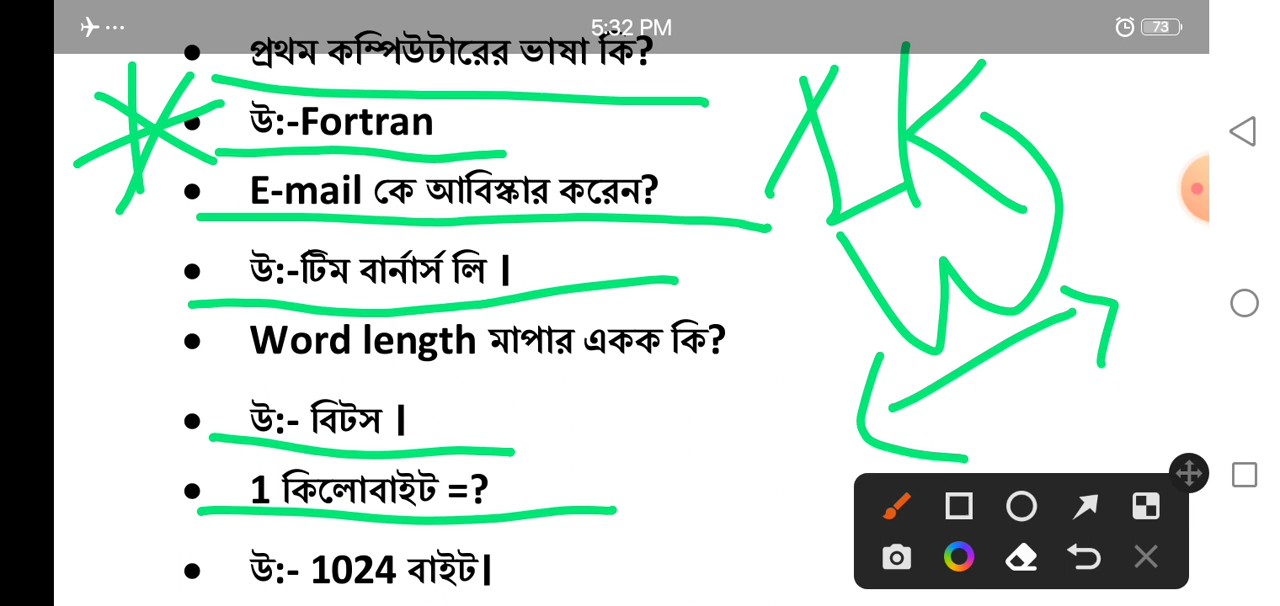 5:32 PM
73
প্রথম কম্পিউটারের ভাষা কি?
উ:-Fortran
E-mail কে আবিস্কার করেন?
উ:-টিম বার্নার্স লি |
Word length মাপার একক কি?
উ:- বিটস |
1 কিলোবাইট =?
উ:- 1024 বাইট|